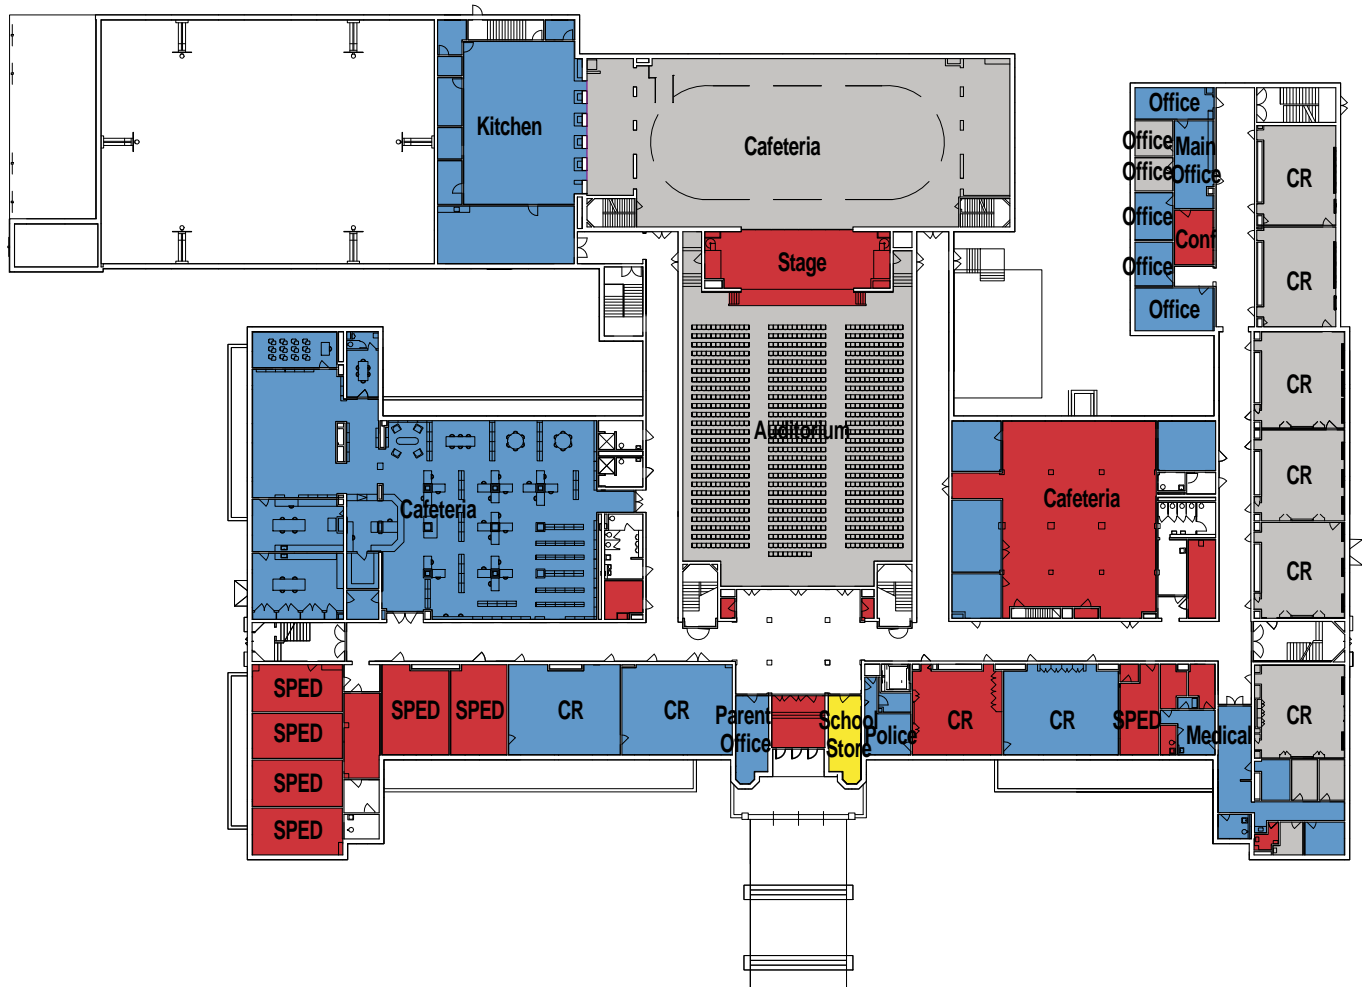 Kitchen
Cafeteria
Office
Office
Main
Office
Office
Office
Conf
Office
Office
CR
CR
Stage
CR
Auditorium
CR
Cafeteria
Cafeteria
CR
SPED
SPED
SPED
SPED
SPED
SPED
CR
CR
Parent
Office
School
Store
Police
CR
CR
SPED
Medical
CR